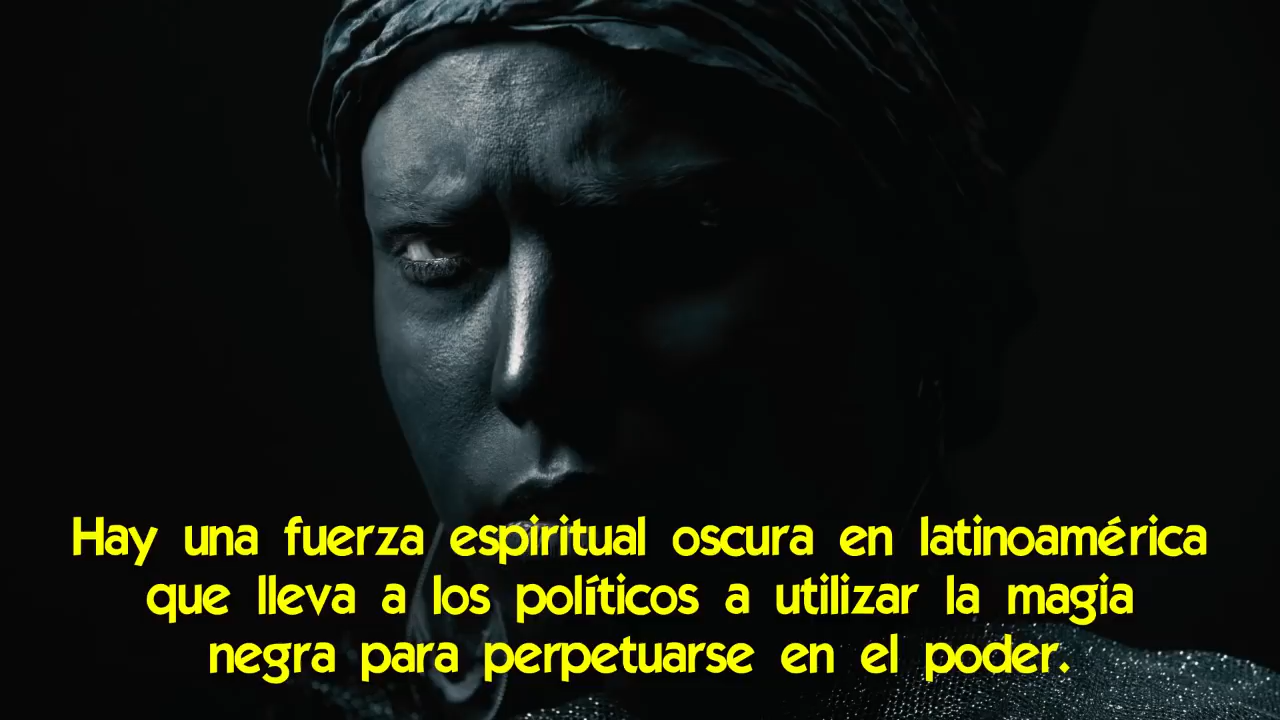 Hay una fuerza espiritual oscura en latinoamérica
que lleva a los políticos a utilizar la magia
negra para perpetuarse en el poder.